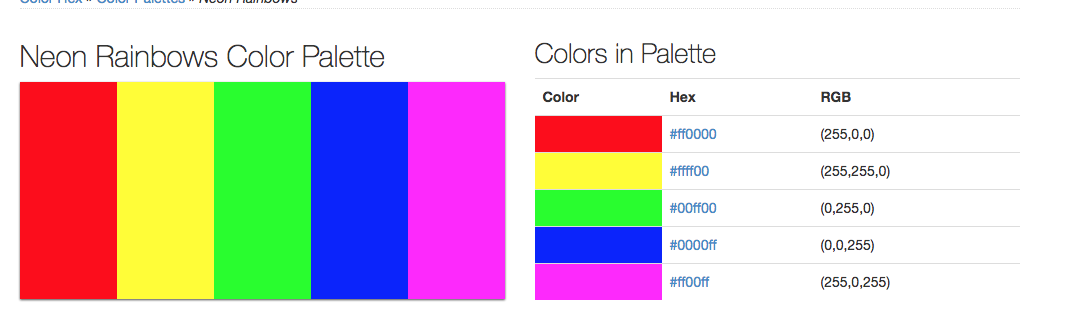 Color Hex » Color Palettes » Neon Rainbows
Neon Rainbows Color Palette
Colors in Palette
Color Hex RGB
#ff0000 (255,0,0)
#ffff00 (255,255,0)
#00ff00 (0,255,0)
#0000ff (0,0,255)
#ff00ff (255,0,255)